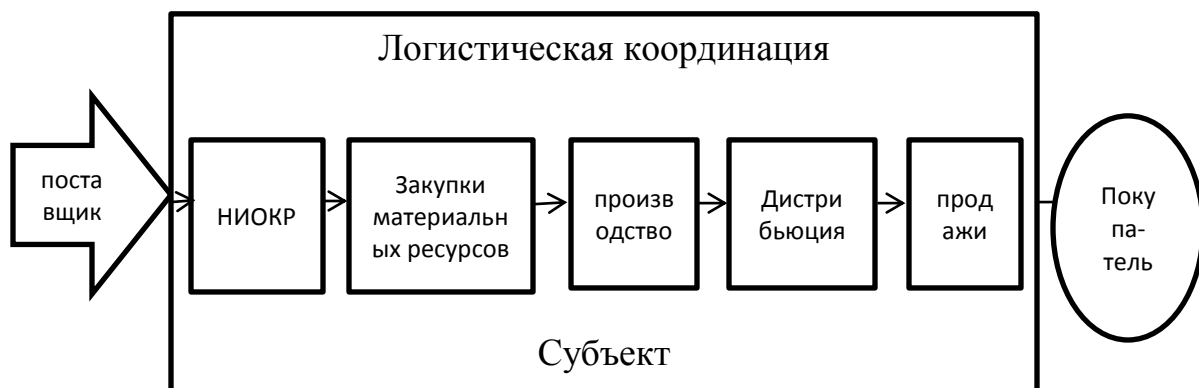 Логистическая координация
поста
вщик
НИОКР
Закупки
материальн
ых ресурсов
произв
одство
Дистри
бьюция
прод
ажи
Поку
па-
тель
Субъект